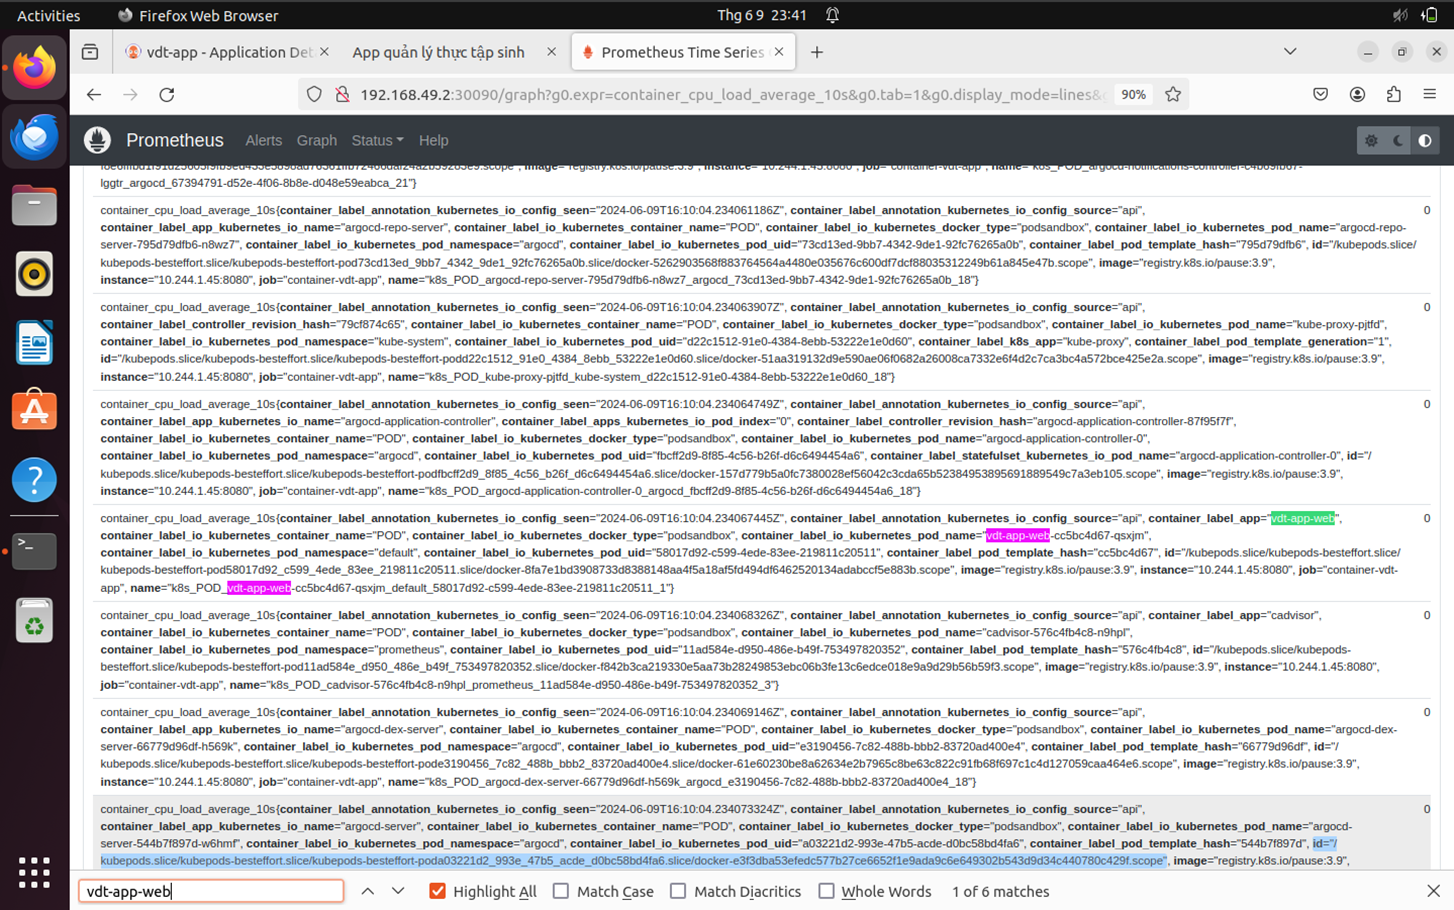 Activities
Firefox Web Browser
Thg 6 9 23:41
vdt-app - Application Det
App quản lý thực tập sinh
Prometheus Time Series
192.168.49.2:30090/graph?g0.expr=container_cpu_load_average_10s&g0.tab=1&g0.display_mode=lines&
90%
Prometheus
Alerts
Graph
Status
Help
lggtr_argocd_67394791-d52e-4f06-8b8e-d048e59eabca_21"}
container_cpu_load_average_10s{container_label_annotation_kubernetes_io_config_seen="2024-06-09T16:10:04.234061186Z", container_label_annotation_kubernetes_io_config_source="api", 0
container_label_app_kubernetes_io_name="argocd-repo-server", container_label_io_kubernetes_container_name="POD", container_label_io_kubernetes_docker_type="podsandbox", container_label_io_kubernetes_pod_name="argocd-repo-
server-795d79dfb6-n8wz7", container_label_io_kubernetes_pod_namespace="argocd", container_label_io_kubernetes_pod_uid="73cd13ed-9bb7-4342-9de1-92fc76265a0b", container_label_pod_template_hash="795d79dfb6", id="/kubepods.slice/
kubepods-besteffort.slice/kubepods-besteffort-pod73cd13ed_9bb7_4342_9de1_92fc76265a0b.slice/docker-5262903568f883764564a4480e035676c600df7dcf88035312249b61a845e47b.scope", image="registry.k8s.io/pause:3.9",
instance="10.244.1.45:8080", job="container-vdt-app", name="k8s_POD_argocd-repo-server-795d79dfb6-n8wz7_argocd_73cd13ed-9bb7-4342-9de1-92fc76265a0b_18"}
container_cpu_load_average_10s{container_label_annotation_kubernetes_io_config_seen="2024-06-09T16:10:04.234063907Z", container_label_annotation_kubernetes_io_config_source="api", 0
container_label_controller_revision_hash="79cf874c65", container_label_io_kubernetes_container_name="POD", container_label_io_kubernetes_docker_type="podsandbox", container_label_io_kubernetes_pod_name="kube-proxy-pjtfd",
container_label_io_kubernetes_pod_namespace="kube-system", container_label_io_kubernetes_pod_uid="d22c1512-91e0-4384-8ebb-53222e1e0d60", container_label_k8s_app="kube-proxy", container_label_pod_template_generation="1",
id="/kubepods.slice/kubepods-besteffort.slice/kubepods-besteffort-podd22c1512_91e0_4384_8ebb_53222e1e0d60.slice/docker-51aa319132d9e590ae06f0682a26008ca7332e6f4d2c7ca3bc4a572bce425e2a.scope", image="registry.k8s.io/pause:3.9",
instance="10.244.1.45:8080", job="container-vdt-app", name="k8s_POD_kube-proxy-pjtfd_kube-system_d22c1512-91e0-4384-8ebb-53222e1e0d60_18"}
container_cpu_load_average_10s{container_label_annotation_kubernetes_io_config_seen="2024-06-09T16:10:04.234064749Z", container_label_annotation_kubernetes_io_config_source="api", 0
container_label_app_kubernetes_io_name="argocd-application-controller", container_label_apps_kubernetes_io_pod_index="0", container_label_controller_revision_hash="argocd-application-controller-87f95f7f",
container_label_io_kubernetes_container_name="POD", container_label_io_kubernetes_docker_type="podsandbox", container_label_io_kubernetes_pod_name="argocd-application-controller-0",
container_label_io_kubernetes_pod_namespace="argocd", container_label_io_kubernetes_pod_uid="fbcff2d9-8f85-4c56-b26f-d6c6494454a6", container_label_statefulset_kubernetes_io_pod_name="argocd-application-controller-0", id="/
kubepods.slice/kubepods-besteffort.slice/kubepods-besteffort-podfbcff2d9_8f85_4c56_b26f_d6c6494454a6.slice/docker-157d779b5a0fc7380028ef56042c3cda65b52384953895691889549c7a3eb105.scope", image="registry.k8s.io/pause:3.9",
instance="10.244.1.45:8080", job="container-vdt-app", name="k8s_POD_argocd-application-controller-0_argocd_fbcff2d9-8f85-4c56-b26f-d6c6494454a6_18"}
container_cpu_load_average_10s{container_label_annotation_kubernetes_io_config_seen="2024-06-09T16:10:04.234067445Z", container_label_annotation_kubernetes_io_config_source="api", container_label_app="vdt-app-web", 0
container_label_io_kubernetes_container_name="POD", container_label_io_kubernetes_docker_type="podsandbox", container_label_io_kubernetes_pod_name="vdt-app-web-cc5bc4d67-qsxjm",
container_label_io_kubernetes_pod_namespace="default", container_label_io_kubernetes_pod_uid="58017d92-c599-4ede-83ee-219811c20511", container_label_pod_template_hash="cc5bc4d67", id="/kubepods.slice/kubepods-besteffort.slice/
kubepods-besteffort-pod58017d92_c599_4ede_83ee_219811c20511.slice/docker-8fa7e1bd3908733d8388148aa4f5a18af5fd494df6462520134adabccf5e883b.scope", image="registry.k8s.io/pause:3.9", instance="10.244.1.45:8080", job="container-vdt-
app", name="k8s_POD_vdt-app-web-cc5bc4d67-qsxjm_default_58017d92-c599-4ede-83ee-219811c20511_1"}
container_cpu_load_average_10s{container_label_annotation_kubernetes_io_config_seen="2024-06-09T16:10:04.234068326Z", container_label_annotation_kubernetes_io_config_source="api", container_label_app="cadvisor", 0
container_label_io_kubernetes_container_name="POD", container_label_io_kubernetes_docker_type="podsandbox", container_label_io_kubernetes_pod_name="cadvisor-576c4fb4c8-n9hpl",
container_label_io_kubernetes_pod_namespace="prometheus", container_label_io_kubernetes_pod_uid="11ad584e-d950-486e-b49f-753497820352", container_label_pod_template_hash="576c4fb4c8", id="/kubepods.slice/kubepods-
besteffort.slice/kubepods-besteffort-pod11ad584e_d950_486e_b49f_753497820352.slice/docker-f842b3ca219330e5aa73b28249853ebc06b3fe13c6edce018e9a9d29b56b59f3.scope", image="registry.k8s.io/pause:3.9", instance="10.244.1.45:8080",
job="container-vdt-app", name="k8s_POD_cadvisor-576c4fb4c8-n9hpl_prometheus_11ad584e-d950-486e-b49f-753497820352_3"}
container_cpu_load_average_10s{container_label_annotation_kubernetes_io_config_seen="2024-06-09T16:10:04.234069146Z", container_label_annotation_kubernetes_io_config_source="api", 0
container_label_app_kubernetes_io_name="argocd-dex-server", container_label_io_kubernetes_container_name="POD", container_label_io_kubernetes_docker_type="podsandbox", container_label_io_kubernetes_pod_name="argocd-dex-
server-66779d96df-h569k", container_label_io_kubernetes_pod_namespace="argocd", container_label_io_kubernetes_pod_uid="e3190456-7c82-488b-bbb2-83720ad400e4", container_label_pod_template_hash="66779d96df", id="/
kubepods.slice/kubepods-besteffort.slice/kubepods-besteffort-pode3190456_7c82_488b_bbb2_83720ad400e4.slice/docker-61e60230be8a62634e2b7965c8be63c822c91fb68f697c1c4d127059caa464e6.scope", image="registry.k8s.io/pause:3.9",
instance="10.244.1.45:8080", job="container-vdt-app", name="k8s_POD_argocd-dex-server-66779d96df-h569k_argocd_e3190456-7c82-488b-bbb2-83720ad400e4_18"}
container_cpu_load_average_10s{container_label_annotation_kubernetes_io_config_seen="2024-06-09T16:10:04.234073324Z", container_label_annotation_kubernetes_io_config_source="api", 0
container_label_app_kubernetes_io_name="argocd-server", container_label_io_kubernetes_container_name="POD", container_label_io_kubernetes_docker_type="podsandbox", container_label_io_kubernetes_pod_name="argocd-
server-544b7f897d-w6hmf", container_label_io_kubernetes_pod_namespace="argocd", container_label_io_kubernetes_pod_uid="a03221d2-993e-47b5-acde-d0bc58bd4fa6", container_label_pod_template_hash="544b7f897d", id="/
kubepods.slice/kubepods-besteffort.slice/kubepods-besteffort-poda03221d2_993e_47b5_acde_d0bc58bd4fa6.slice/docker-e3f3dba53efedc577b27ce6652f1e9ada9c6e649302b543d9d34c440780c429f.scope", image="registry.k8s.io/pause:3.9",
vdt-app-web
Highlight All
Match Case
Match Diacritics
Whole Words
1 of 6 matches